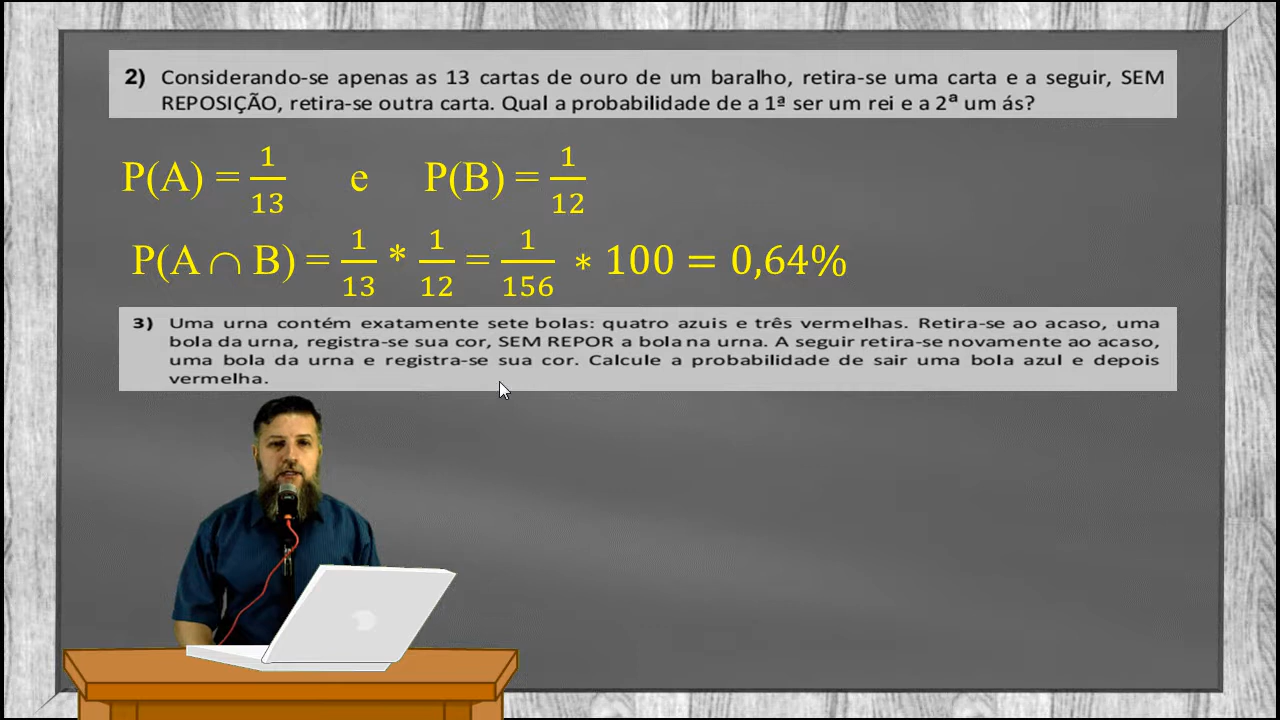 2) Considerando-se apenas as 13 cartas de ouro de um baralho, retira-se uma carta e a seguir, SEM
REPOSIÇÃO, retira-se outra carta. Qual a probabilidade de a 1ª ser um rei e a 2ª um ás?
P(A) = 1/13 e P(B) = 1/12
P(A ∩ B) = 1/13 * 1/12 = 1/156 * 100 = 0,64%
3) Uma urna contém exatamente sete bolas: quatro azuis e três vermelhas. Retira-se ao acaso, uma
bola da urna, registra-se sua cor, SEM REPOR a bola na urna. A seguir retira-se novamente ao acaso,
uma bola da urna e registra-se sua cor. Calcule a probabilidade de sair uma bola azul e depois
vermelha.